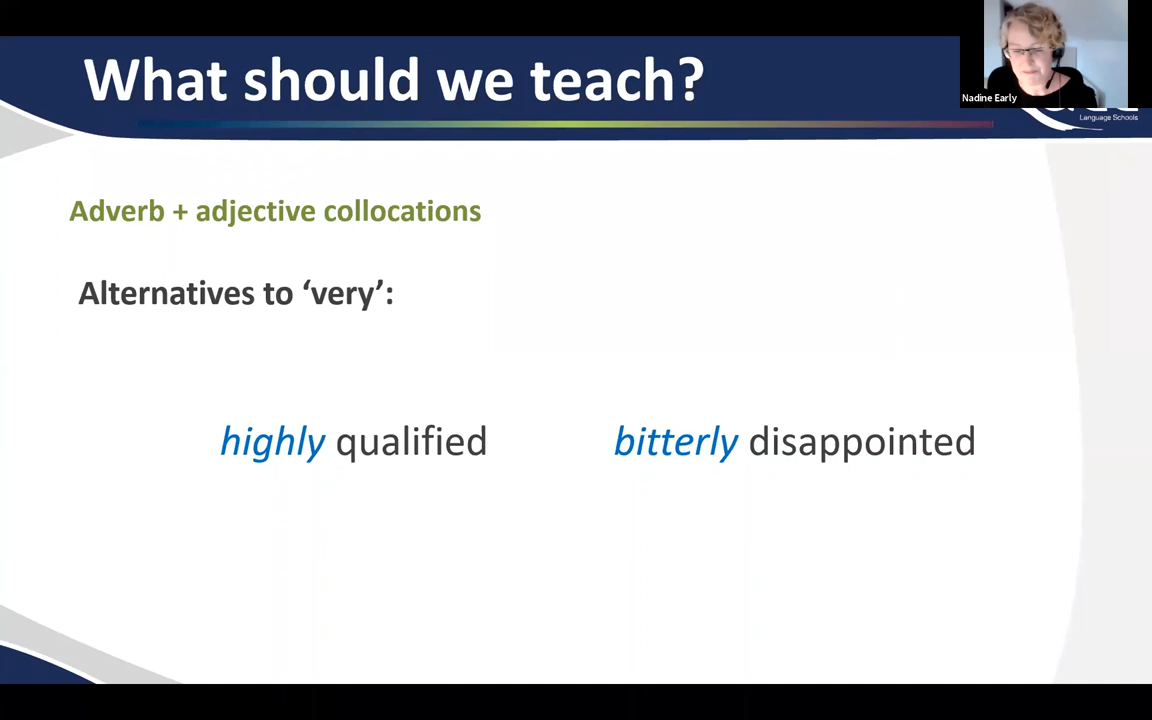 What should we teach?
Nadine Early
Language Schools
Adverb + adjective collocations
Alternatives to ‘very’:
highly qualified
bitterly disappointed